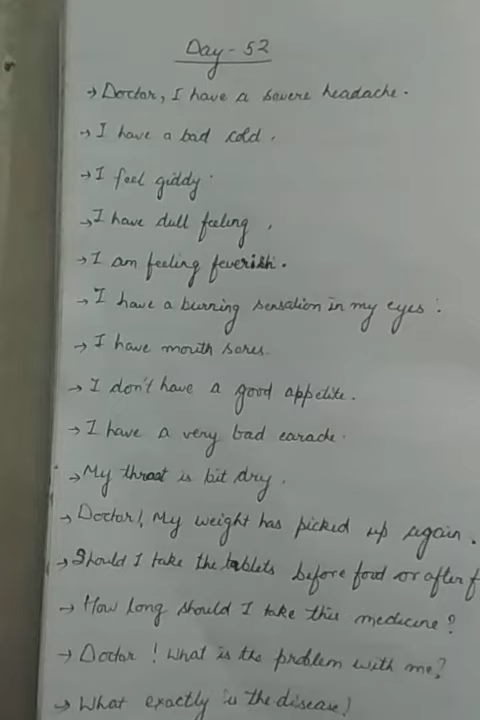 Day - 52
→ Doctor, I have a severe headache.
→ I have a bad cold.
→ I feel giddy.
→ I have dull feeling,
→ I am feeling feverish.
→ I have a burning sensation in my eyes.
→ I have mouth sores.
→ I don't have a good appetite.
→ I have a very bad earache.
→ My throat is bit dry.
→ Doctor!, My weight has picked up again.
→ Should I take the tablets before food or after f
→ How long should I take this medicine?
→ Doctor! What is the problem with me?
→ What exactly is the disease!